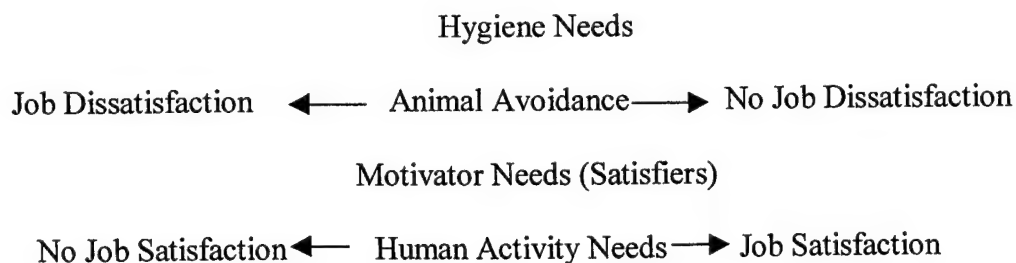 Hygiene Needs
Job Dissatisfaction Animal Avoidance No Job Dissatisfaction
Motivator Needs (Satisfiers)
No Job Satisfaction Human Activity Needs Job Satisfaction